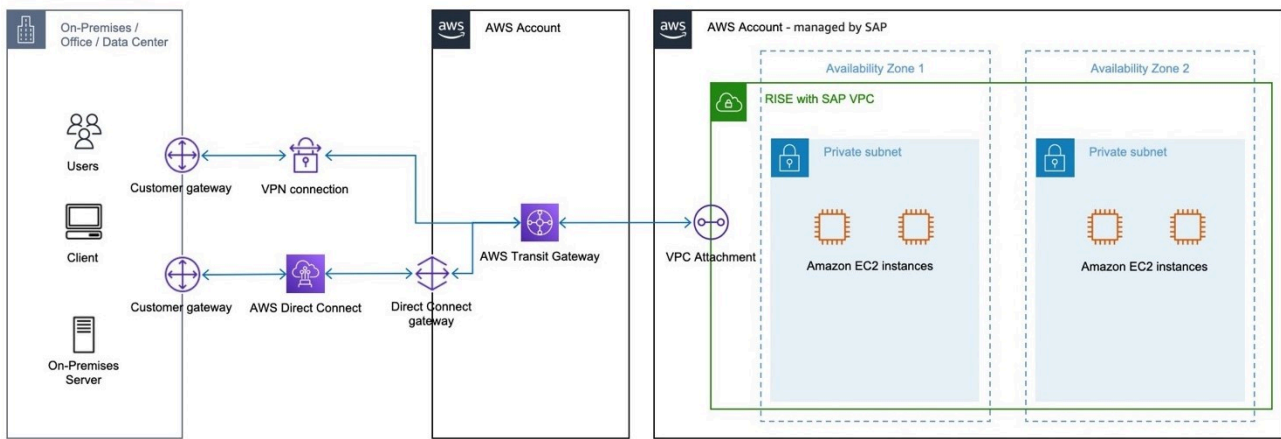 On-Premises /
Office / Data Center
Users
Client
On-Premises
Server
Customer gateway
VPN connection
Customer gateway
AWS Direct Connect
Direct Connect
gateway
aws
AWS Account
AWS Transit Gateway
aws
AWS Account - managed by SAP
VPC Attachment
RISE with SAP VPC
Availability Zone 1
Private subnet
Amazon EC2 instances
Availability Zone 2
Private subnet
Amazon EC2 instances